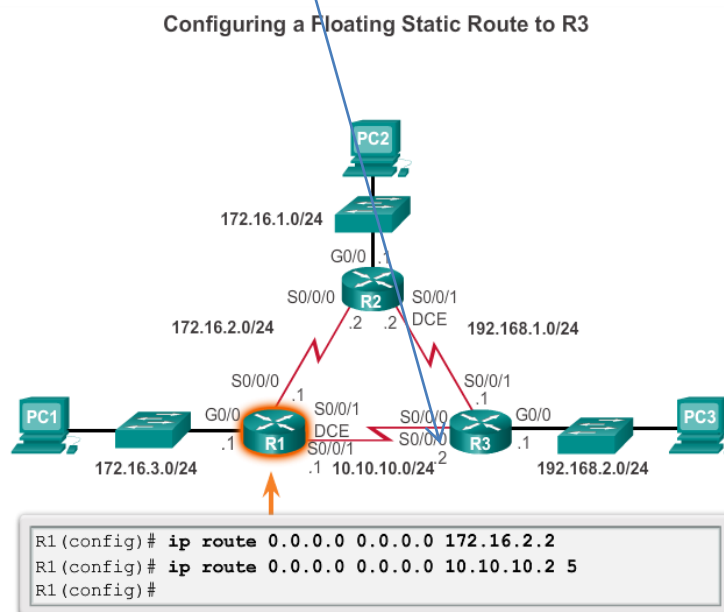 Configuring a Floating Static Route to R3
PC2
172.16.1.0/24
G0/0
.1
S0/0/0
R2
S0/0/1
.2
.2
DCE
172.16.2.0/24
192.168.1.0/24
S0/0/0
.1
S0/0/1
.1
PC1
G0/0
.1
R1
S0/0/1
DCE
S0/0/1
.1
S0/0/0
S0/0/0
.2
R3
G0/0
.1
PC3
172.16.3.0/24
10.10.10.0/24
192.168.2.0/24
R1(config)# ip route 0.0.0.0 0.0.0.0 172.16.2.2
R1(config)# ip route 0.0.0.0 0.0.0.0 10.10.10.2 5
R1(config)#